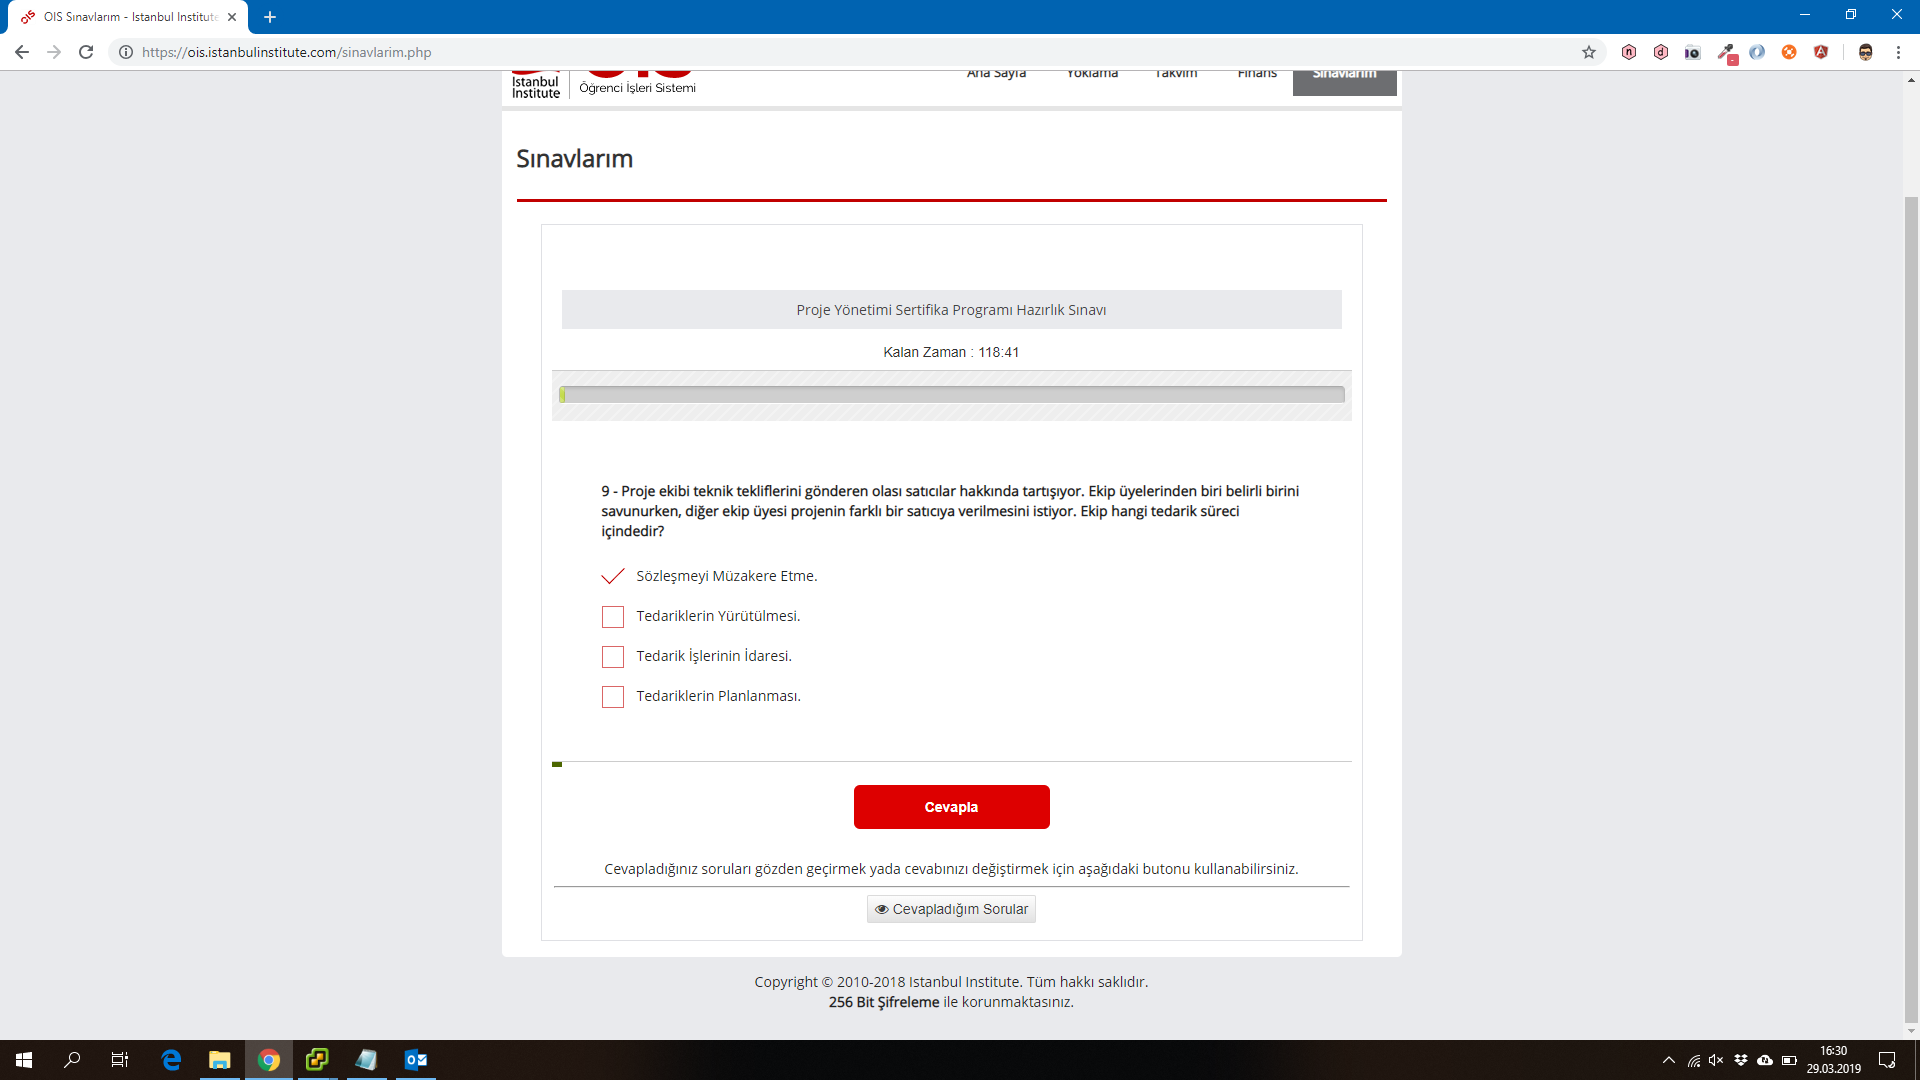 OIS Sınavlarım - Istanbul Institute
https://ois.istanbulinstitute.com/sinavlarim.php
Istanbul
Institute
Öğrenci İşleri Sistemi
Ana Sayfa
Yoklama
Takvim
Finans
Sınavlarım
Sınavlarım
Proje Yönetimi Sertifika Programı Hazırlık Sınavı
Kalan Zaman : 118:41
9 - Proje ekibi teknik tekliflerini gönderen olası satıcılar hakkında tartışıyor. Ekip üyelerinden biri belirli birini
savunurken, diğer ekip üyesi projenin farklı bir satıcıya verilmesini istiyor. Ekip hangi tedarik süreci
içindedir?
Sözleşmeyi Müzakere Etme.
Tedariklerin Yürütülmesi.
Tedarik İşlerinin İdaresi.
Tedariklerin Planlanması.
Cevapla
Cevapladığınız soruları gözden geçirmek yada cevabınızı değiştirmek için aşağıdaki butonu kullanabilirsiniz.
Cevapladığım Sorular
Copyright © 2010-2018 Istanbul Institute. Tüm hakkı saklıdır.
256 Bit Şifreleme ile korunmaktasınız.
16:30
29.03.2019